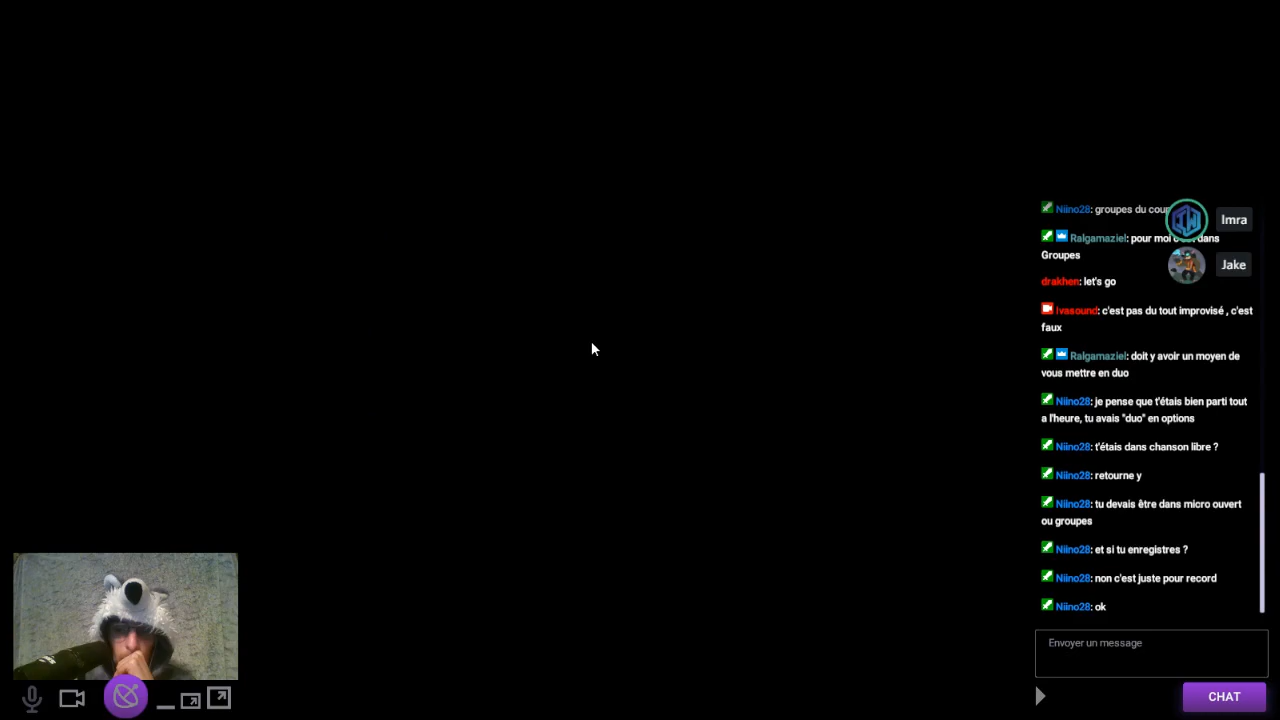 Niino28: groupes du coup
Imra
Ralgamaziel: pour moi dans
Groupes
Jake
drakhen: let's go
Ivasound: c'est pas du tout improvisé , c'est
faux
Ralgamaziel: doit y avoir un moyen de
vous mettre en duo
Niino28: je pense que t'étais bien parti tout
a l'heure, tu avais "duo" en options
Niino28: t'étais dans chanson libre ?
Niino28: retourne y
Niino28: tu devais être dans micro ouvert
ou groupes
Niino28: et si tu enregistres ?
Niino28: non c'est juste pour record
Niino28: ok
Envoyer un message
CHAT